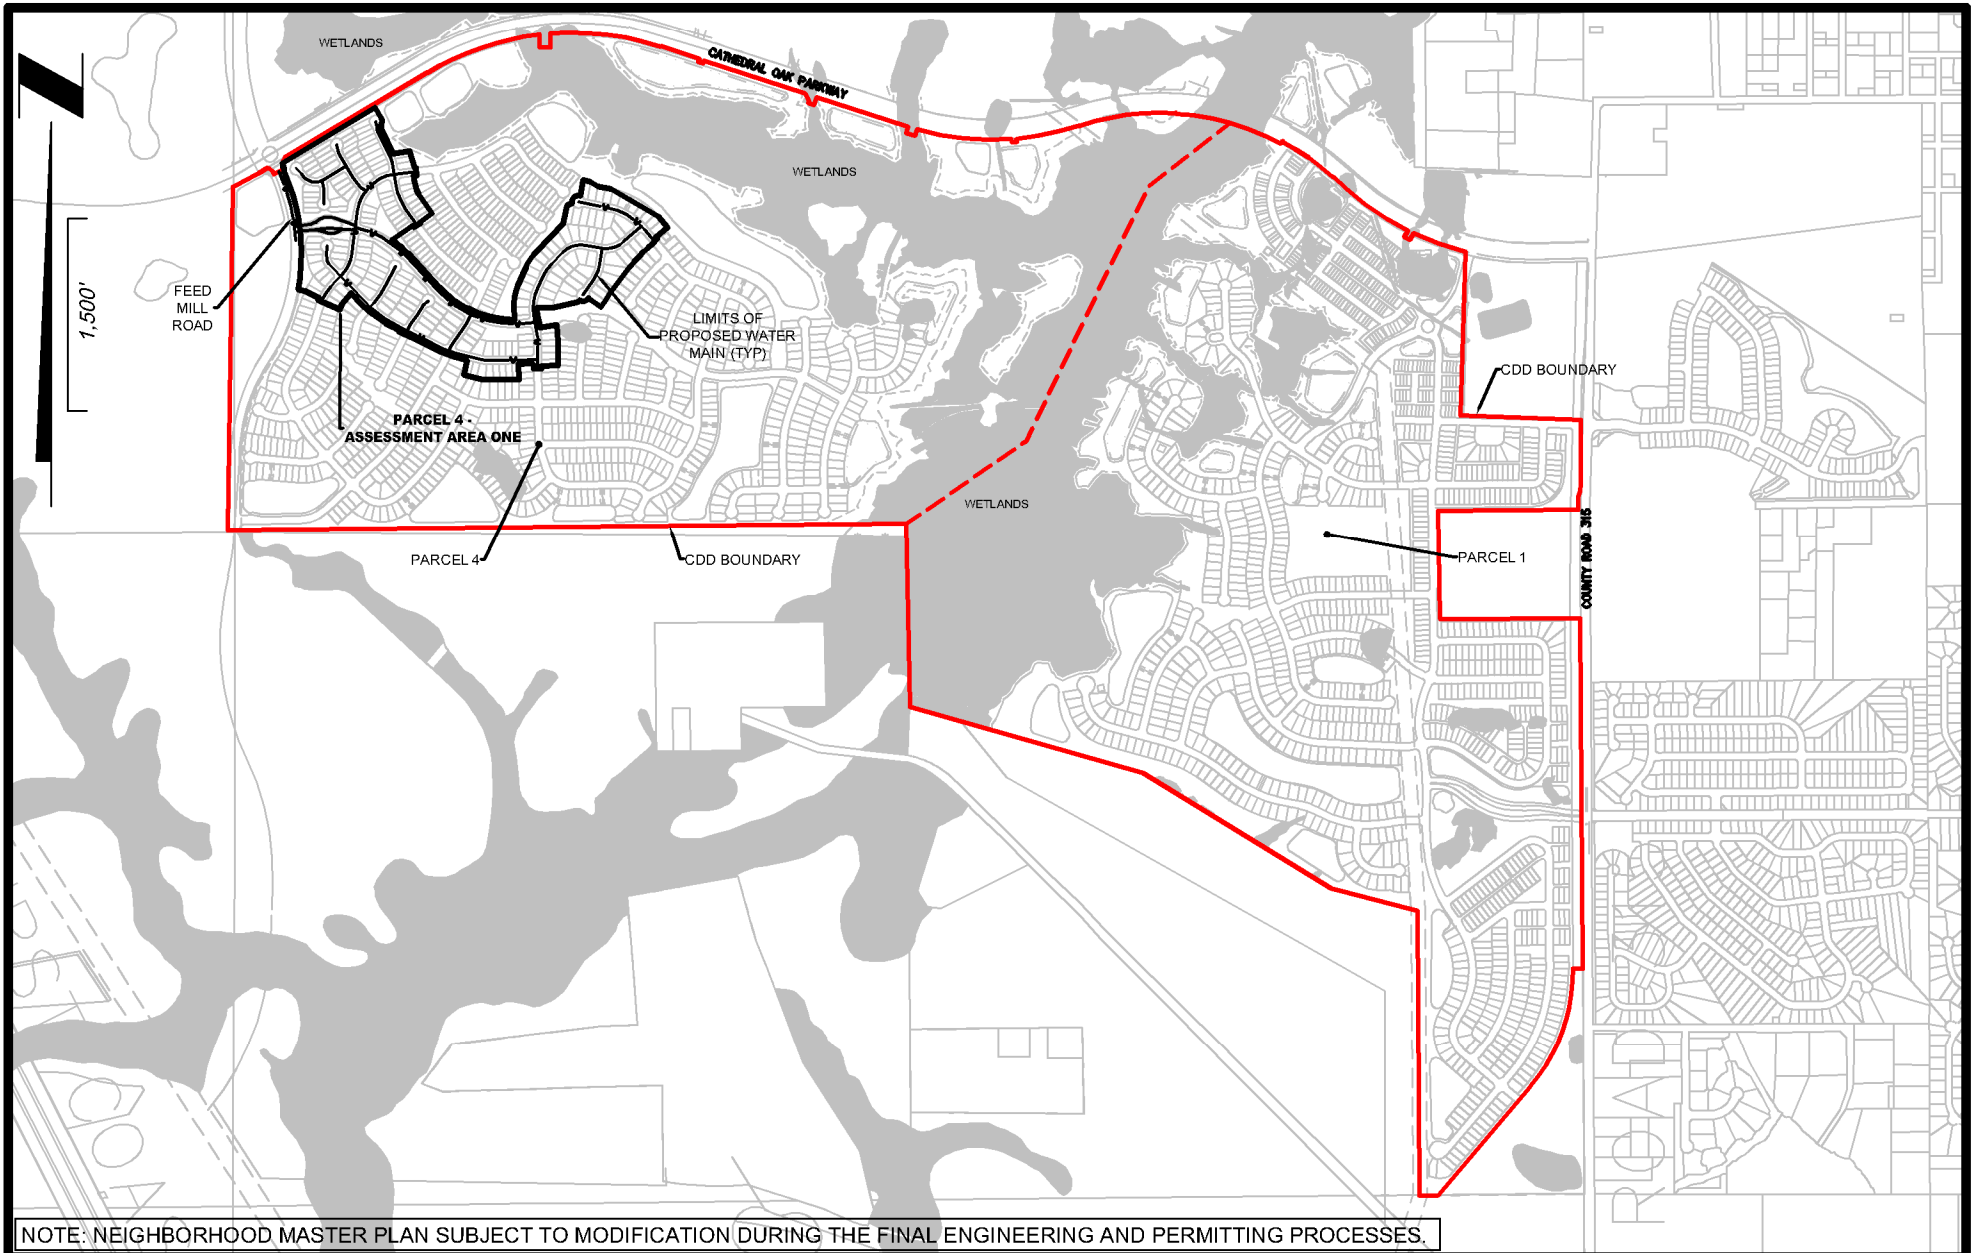 WETLANDS
CATHEDRAL OAK PARKWAY
WETLANDS
1,500'
FEED
MILL
ROAD
LIMITS OF
PROPOSED WATER
MAIN (TYP)
CDD BOUNDARY
PARCEL 4 -
ASSESSMENT AREA ONE
WETLANDS
PARCEL 4
CDD BOUNDARY
PARCEL 1
COUNTY ROAD 315
ROAD
NOTE: NEIGHBORHOOD MASTER PLAN SUBJECT TO MODIFICATION DURING THE FINAL ENGINEERING AND PERMITTING PROCESSES.